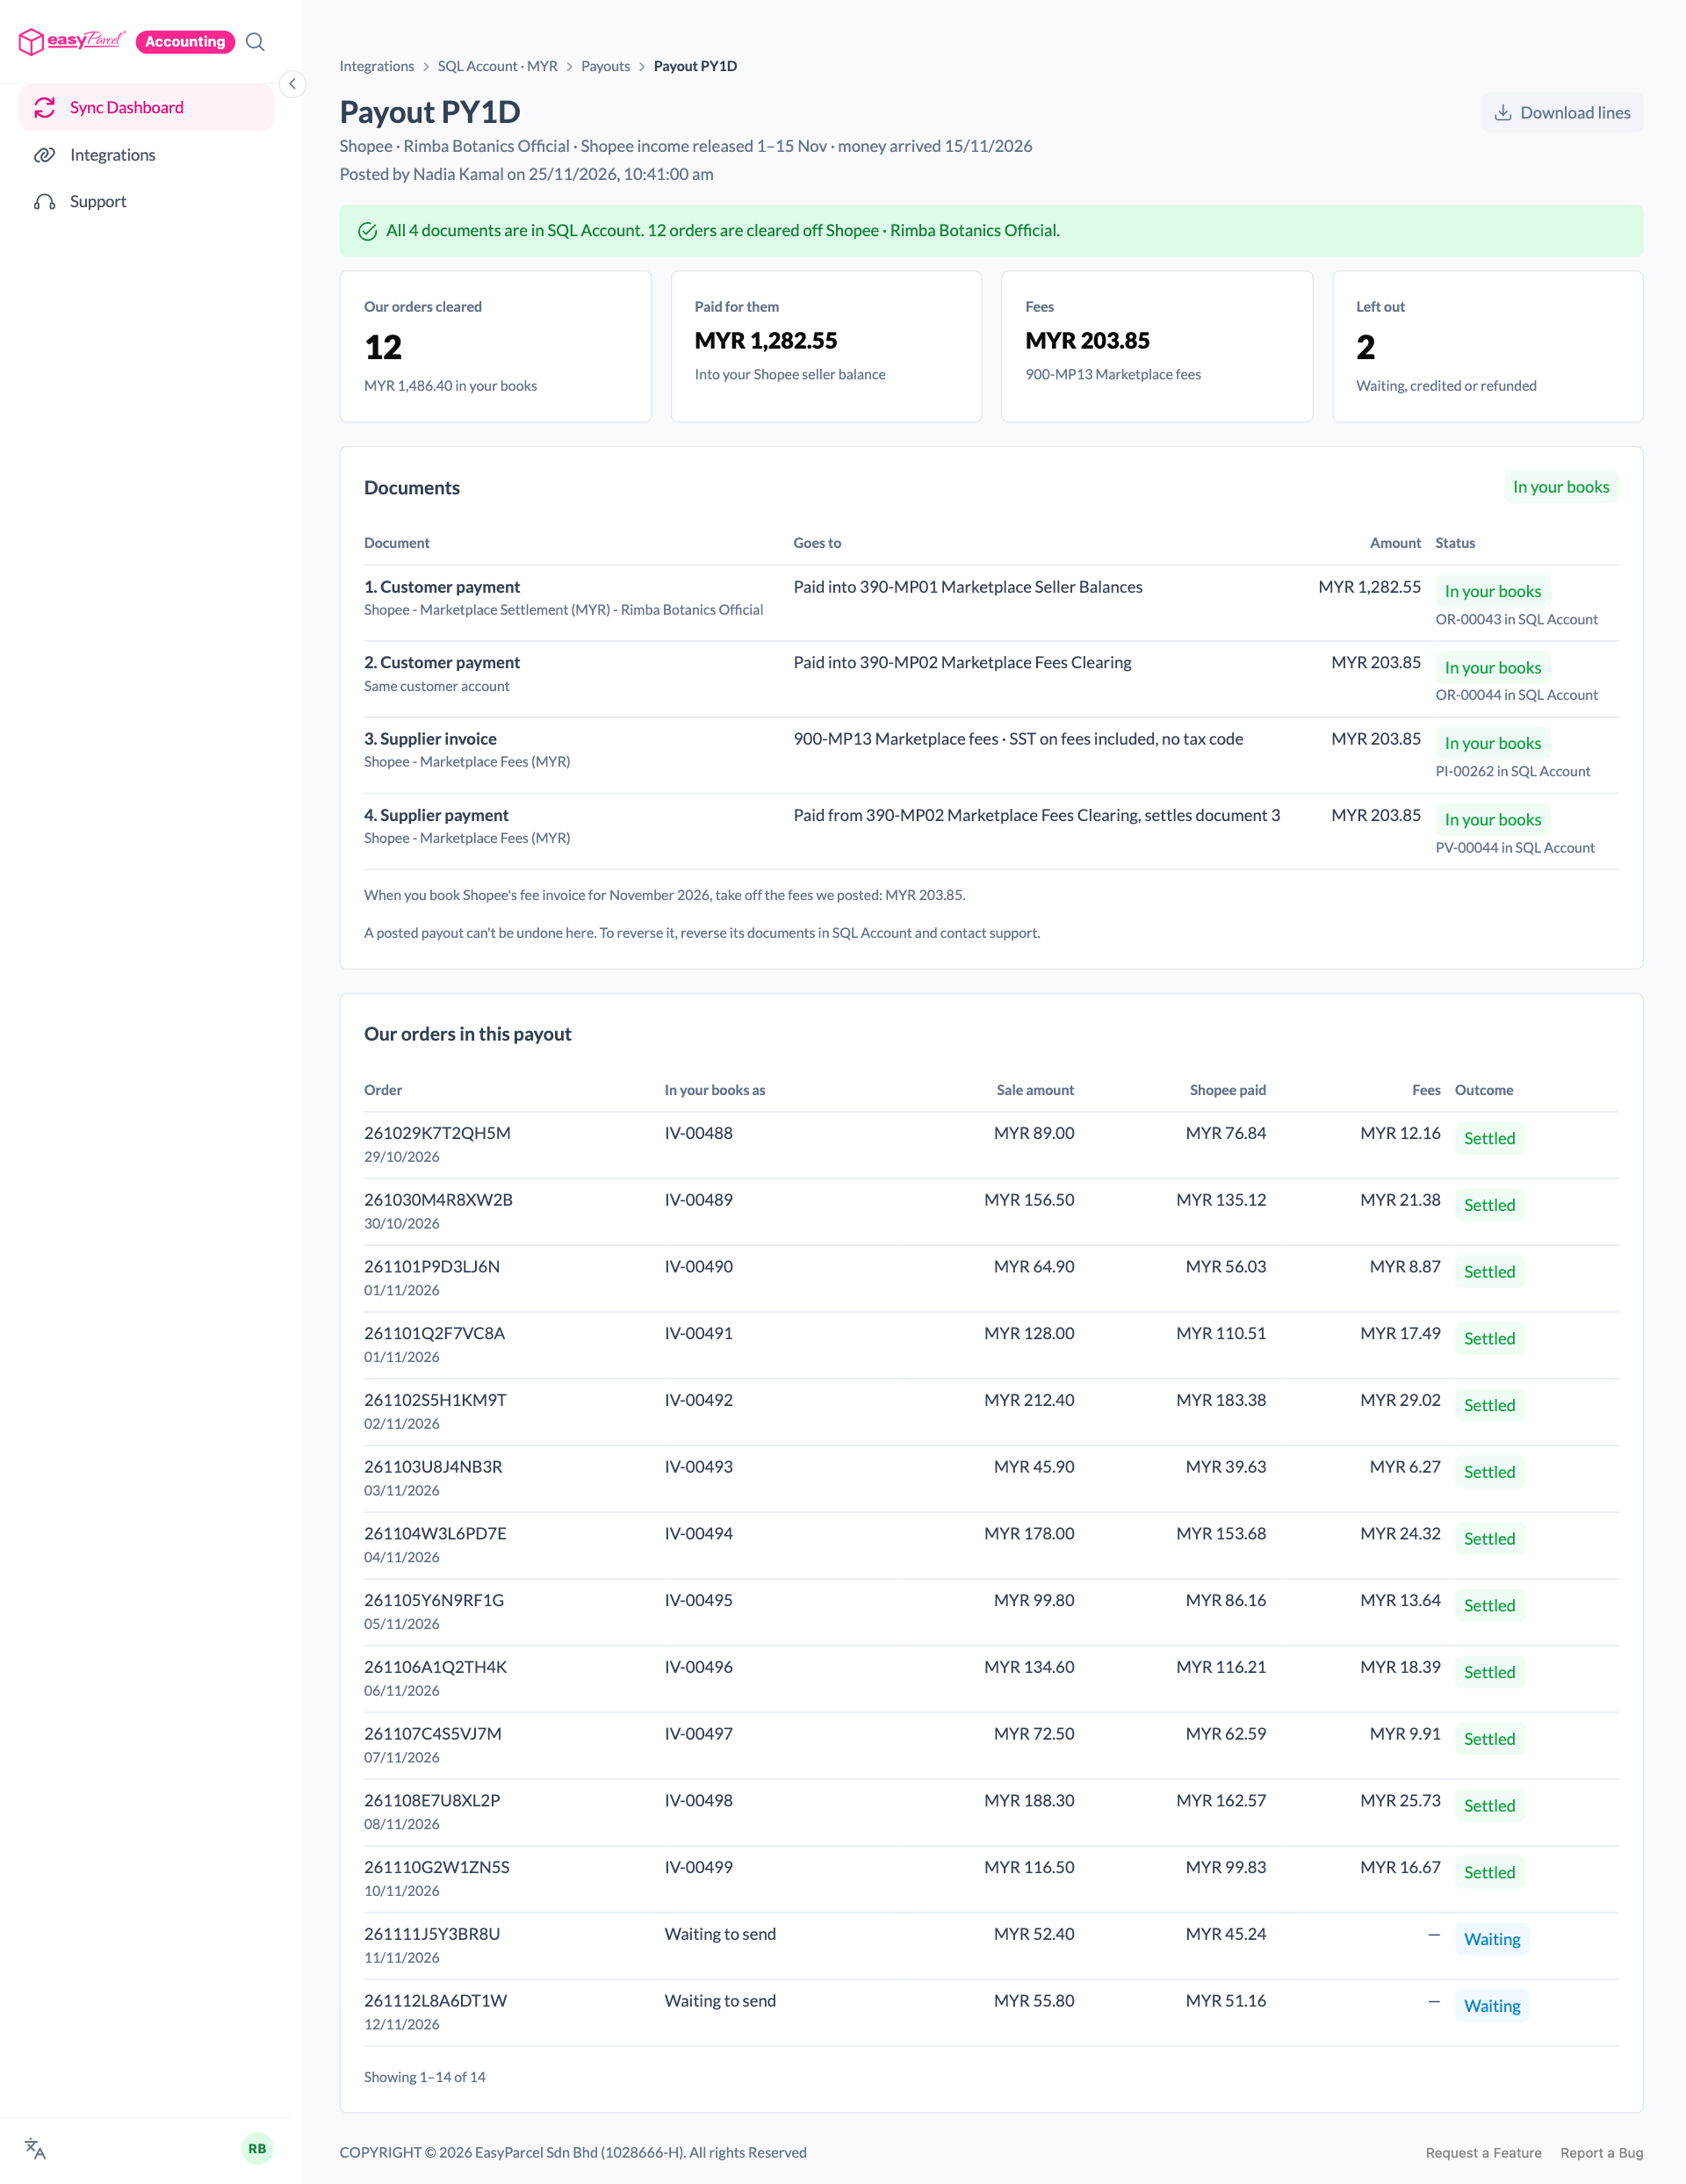 easyParcel Accounting
Sync Dashboard
Integrations
Support
Integrations > SQL Account · MYR > Payouts > Payout PY1D
Payout PY1D
Download lines
Shopee · Rimba Botanics Official · Shopee income released 1–15 Nov · money arrived 15/11/2026
Posted by Nadia Kamal on 25/11/2026, 10:41:00 am
All 4 documents are in SQL Account. 12 orders are cleared off Shopee · Rimba Botanics Official.
Our orders cleared
12
MYR 1,486.40 in your books
Paid for them
MYR 1,282.55
Into your Shopee seller balance
Fees
MYR 203.85
900-MP13 Marketplace fees
Left out
2
Waiting, credited or refunded
Documents
In your books
Document Goes to Amount Status
1. Customer payment Paid into 390-MP01 Marketplace Seller Balances MYR 1,282.55 In your books
Shopee - Marketplace Settlement (MYR) - Rimba Botanics Official OR-00043 in SQL Account
2. Customer payment Paid into 390-MP02 Marketplace Fees Clearing MYR 203.85 In your books
Same customer account OR-00044 in SQL Account
3. Supplier invoice 900-MP13 Marketplace fees · SST on fees included, no tax code MYR 203.85 In your books
Shopee - Marketplace Fees (MYR) PI-00262 in SQL Account
4. Supplier payment Paid from 390-MP02 Marketplace Fees Clearing, settles document 3 MYR 203.85 In your books
Shopee - Marketplace Fees (MYR) PV-00044 in SQL Account
When you book Shopee's fee invoice for November 2026, take off the fees we posted: MYR 203.85.
A posted payout can't be undone here. To reverse it, reverse its documents in SQL Account and contact support.
Our orders in this payout
Order In your books as Sale amount Shopee paid Fees Outcome
261029K7T2QH5M IV-00488 MYR 89.00 MYR 76.84 MYR 12.16 Settled
29/10/2026
261030M4R8XW2B IV-00489 MYR 156.50 MYR 135.12 MYR 21.38 Settled
30/10/2026
261101P9D3LJ6N IV-00490 MYR 64.90 MYR 56.03 MYR 8.87 Settled
01/11/2026
261101Q2F7VC8A IV-00491 MYR 128.00 MYR 110.51 MYR 17.49 Settled
01/11/2026
261102S5H1KM9T IV-00492 MYR 212.40 MYR 183.38 MYR 29.02 Settled
02/11/2026
261103U8J4NB3R IV-00493 MYR 45.90 MYR 39.63 MYR 6.27 Settled
03/11/2026
261104W3L6PD7E IV-00494 MYR 178.00 MYR 153.68 MYR 24.32 Settled
04/11/2026
261105Y6N9RF1G IV-00495 MYR 99.80 MYR 86.16 MYR 13.64 Settled
05/11/2026
261106A1Q2TH4K IV-00496 MYR 134.60 MYR 116.21 MYR 18.39 Settled
06/11/2026
261107C4S5VJ7M IV-00497 MYR 72.50 MYR 62.59 MYR 9.91 Settled
07/11/2026
261108E7U8XL2P IV-00498 MYR 188.30 MYR 162.57 MYR 25.73 Settled
08/11/2026
261110G2W1ZN5S IV-00499 MYR 116.50 MYR 99.83 MYR 16.67 Settled
10/11/2026
261111J5Y3BR8U Waiting to send MYR 52.40 MYR 45.24 — Waiting
11/11/2026
261112L8A6DT1W Waiting to send MYR 55.80 MYR 51.16 — Waiting
12/11/2026
Showing 1–14 of 14
RB
COPYRIGHT © 2026 EasyParcel Sdn Bhd (1028666-H). All rights Reserved
Request a Feature Report a Bug